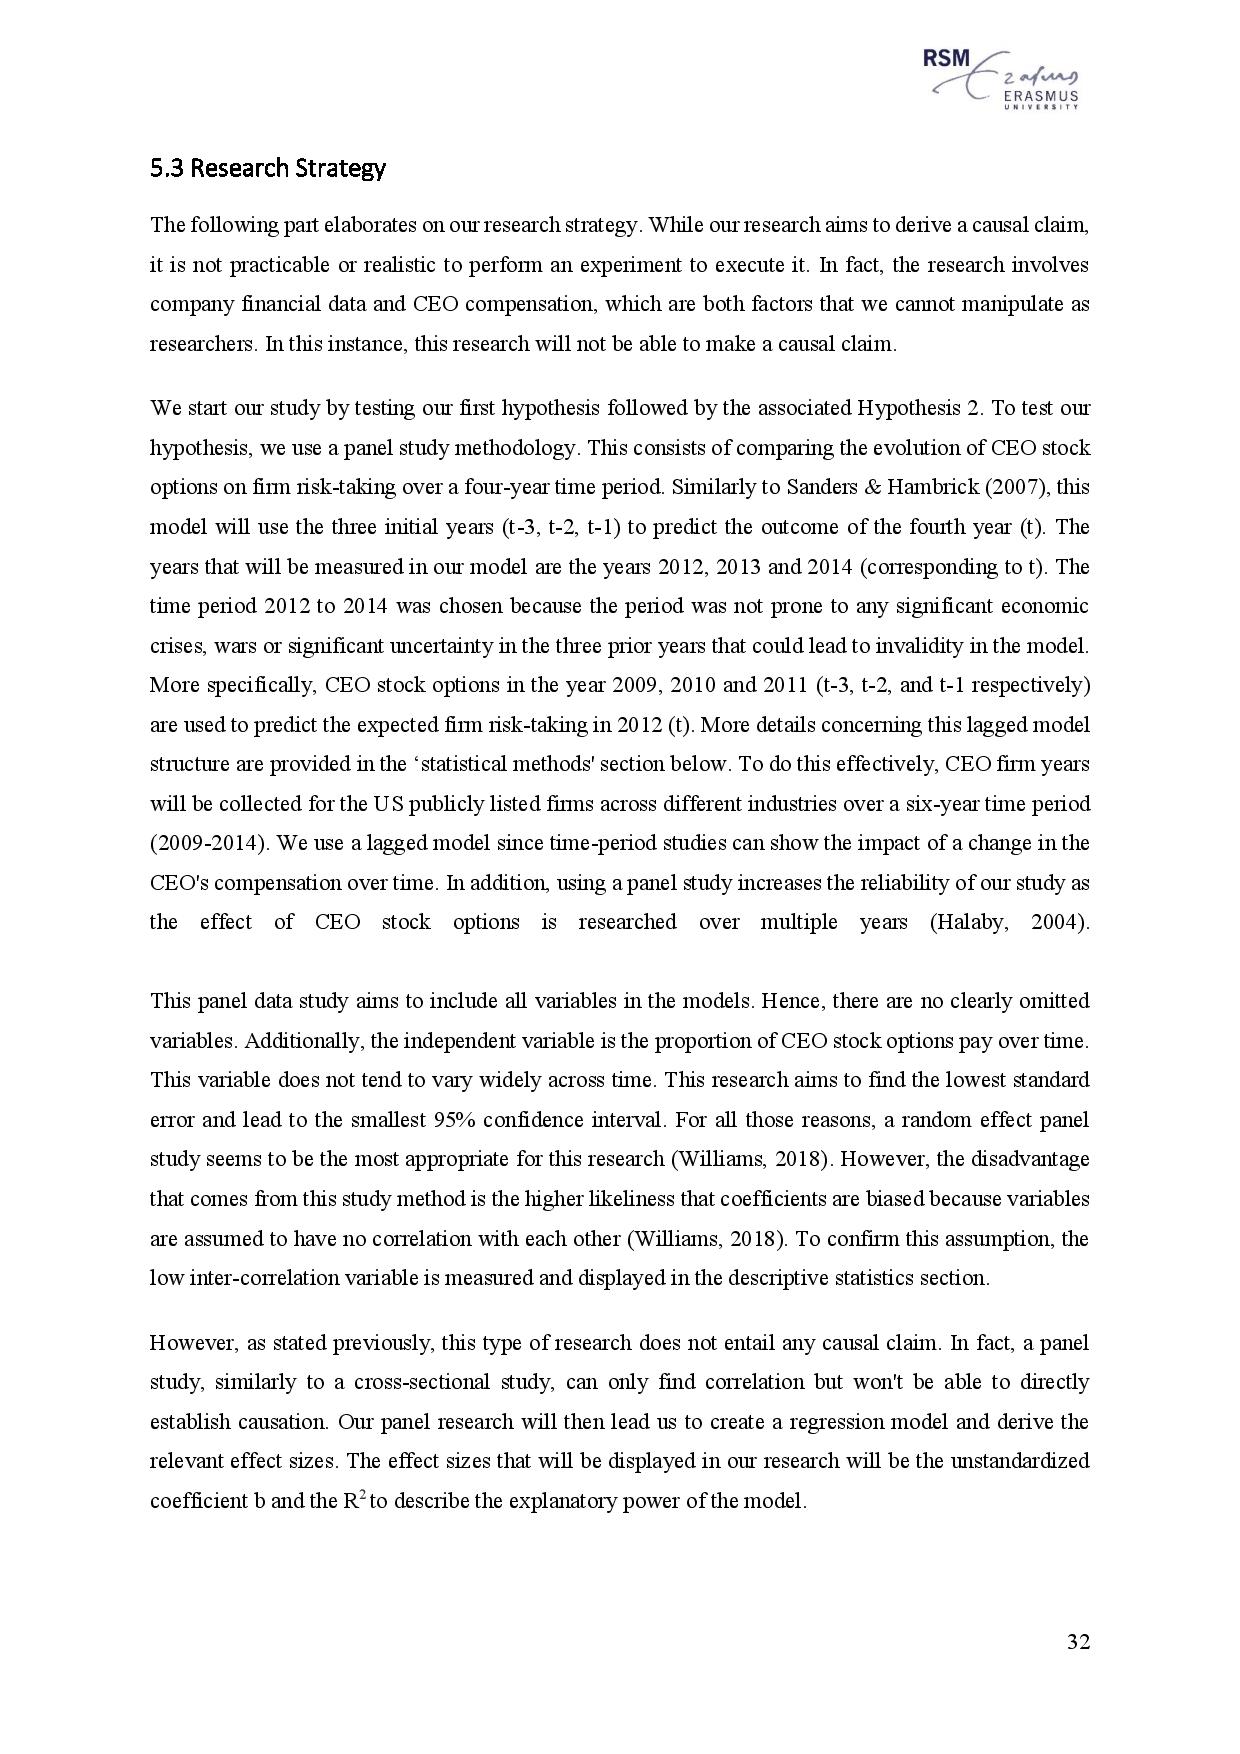 RSM
Erasmus
ERASMUS
UNIVERSITY
5.3 Research Strategy
The following part elaborates on our research strategy. While our research aims to derive a causal claim,
it is not practicable or realistic to perform an experiment to execute it. In fact, the research involves
company financial data and CEO compensation, which are both factors that we cannot manipulate as
researchers. In this instance, this research will not be able to make a causal claim.
We start our study by testing our first hypothesis followed by the associated Hypothesis 2. To test our
hypothesis, we use a panel study methodology. This consists of comparing the evolution of CEO stock
options on firm risk-taking over a four-year time period. Similarly to Sanders & Hambrick (2007), this
model will use the three initial years (t-3, t-2, t-1) to predict the outcome of the fourth year (t). The
years that will be measured in our model are the years 2012, 2013 and 2014 (corresponding to t). The
time period 2012 to 2014 was chosen because the period was not prone to any significant economic
crises, wars or significant uncertainty in the three prior years that could lead to invalidity in the model.
More specifically, CEO stock options in the year 2009, 2010 and 2011 (t-3, t-2, and t-1 respectively)
are used to predict the expected firm risk-taking in 2012 (t). More details concerning this lagged model
structure are provided in the ‘statistical methods' section below. To do this effectively, CEO firm years
will be collected for the US publicly listed firms across different industries over a six-year time period
(2009-2014). We use a lagged model since time-period studies can show the impact of a change in the
CEO's compensation over time. In addition, using a panel study increases the reliability of our study as
the effect of CEO stock options is researched over multiple years (Halaby, 2004).
This panel data study aims to include all variables in the models. Hence, there are no clearly omitted
variables. Additionally, the independent variable is the proportion of CEO stock options pay over time.
This variable does not tend to vary widely across time. This research aims to find the lowest standard
error and lead to the smallest 95% confidence interval. For all those reasons, a random effect panel
study seems to be the most appropriate for this research (Williams, 2018). However, the disadvantage
that comes from this study method is the higher likeliness that coefficients are biased because variables
are assumed to have no correlation with each other (Williams, 2018). To confirm this assumption, the
low inter-correlation variable is measured and displayed in the descriptive statistics section.
However, as stated previously, this type of research does not entail any causal claim. In fact, a panel
study, similarly to a cross-sectional study, can only find correlation but won't be able to directly
establish causation. Our panel research will then lead us to create a regression model and derive the
relevant effect sizes. The effect sizes that will be displayed in our research will be the unstandardized
coefficient b and the R² to describe the explanatory power of the model.
32